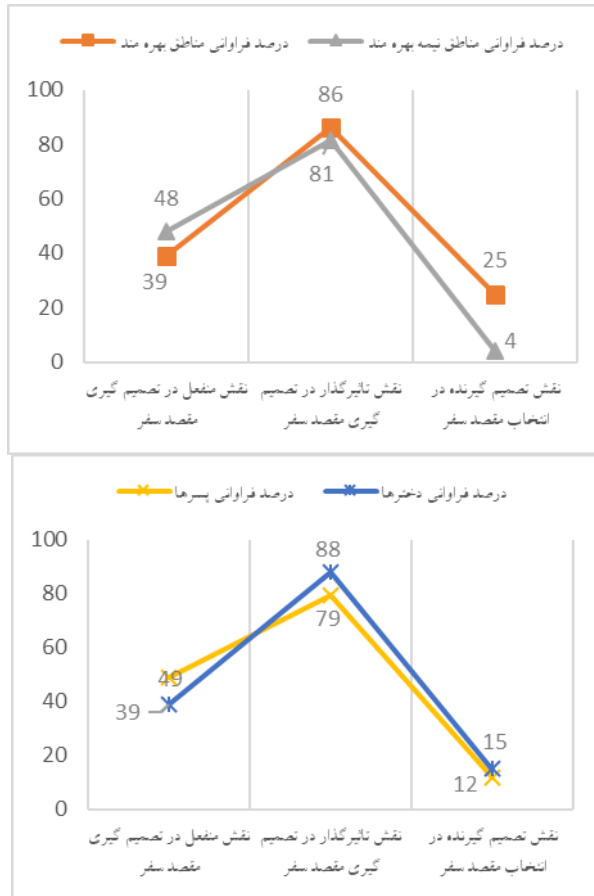 درصد فراوانی مناطق بهره مند
درصد فراوانی مناطق نیمه بهره مند
100
80
60
40
20
0
48
39
86
81
25
4
نقش منفعل در تصمیم گیری
مقصد سفر
نقش تاثیرگذار در تصمیم
گیری مقصد سفر
نقش تصمیم گیرنده در
انتخاب مقصد سفر
درصد فراوانی پسرها
درصد فراوانی دخترها
100
80
60
40
20
0
49
39
88
79
15
12
نقش منفعل در تصمیم گیری
مقصد سفر
نقش تاثیرگذار در تصمیم
گیری مقصد سفر
نقش تصمیم گیرنده در
انتخاب مقصد سفر